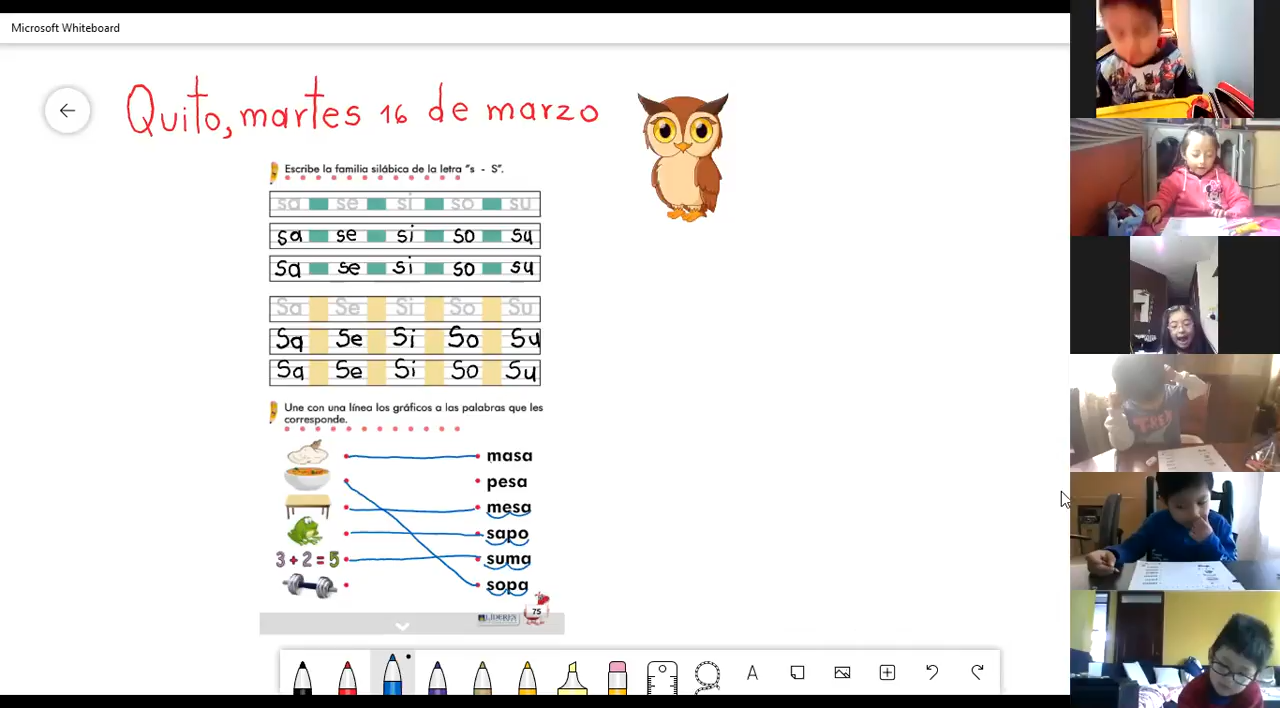 Microsoft Whiteboard
Quito, martes 16 de marzo
Escribe la familia silábica de la letra "s - S".
sa se si so su
sa se si so su
sa se si so su
Sa Se Si So Su
Sa Se Si So Su
Sa Se Si So Su
Une con una línea los gráficos a las palabras que les
corresponde.
masa
pesa
mesa
sapo
3 + 2 = 5 suma
sopa
75
LÍDERES
A